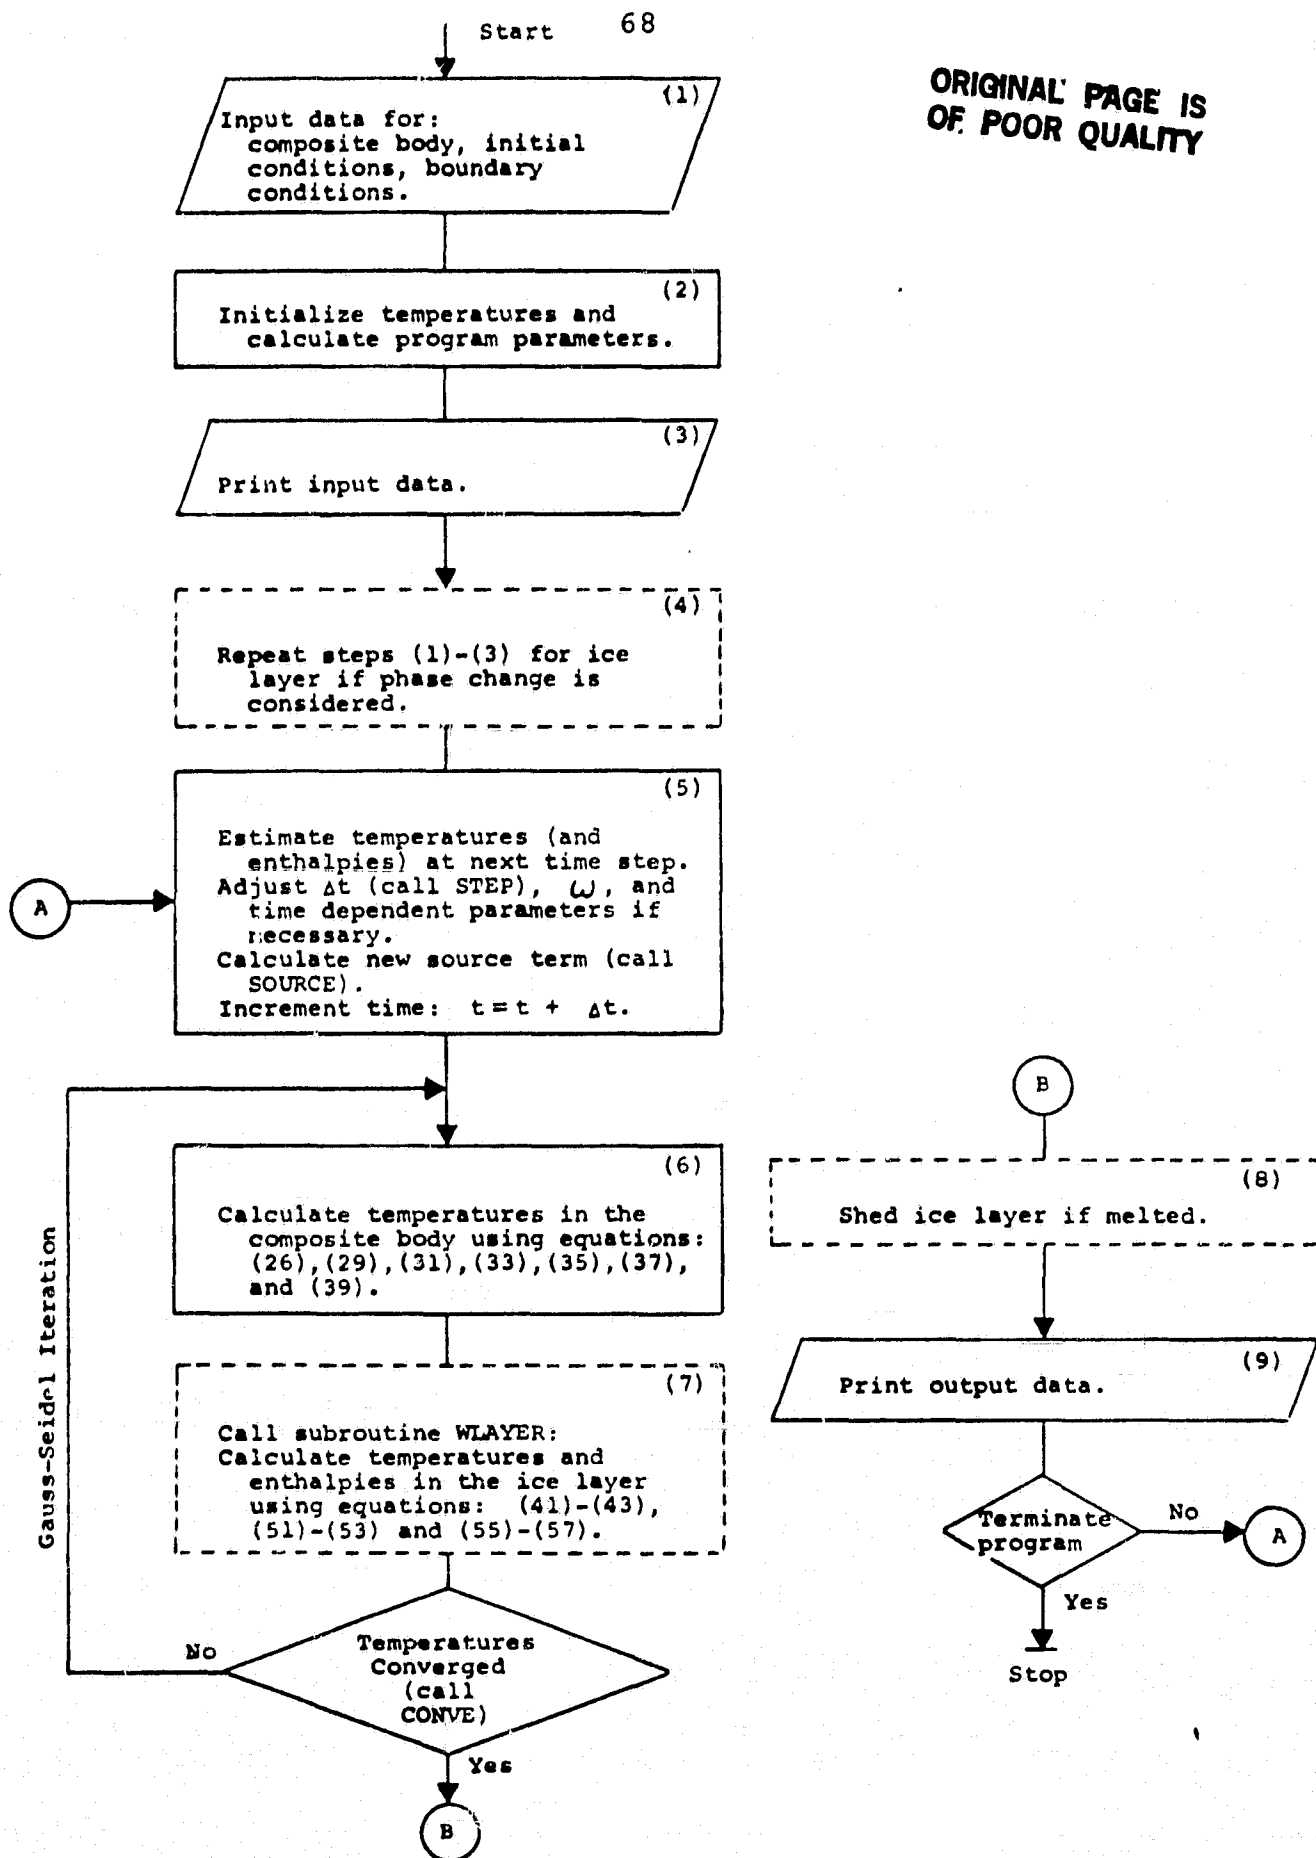 68
Start
ORIGINAL PAGE IS
OF POOR QUALITY
(1)
Input data for:
composite body, initial
conditions, boundary
conditions.
(2)
Initialize temperatures and
calculate program parameters.
(3)
Print input data.
(4)
Repeat steps (1)-(3) for ice
layer if phase change is
considered.
(5)
Estimate temperatures (and
enthalpies) at next time step.
Adjust Δt (call STEP), ω, and
time dependent parameters if
necessary.
Calculate new source term (call
SOURCE).
Increment time: t = t + Δt.
A
Gauss-Seidel Iteration
(6)
Calculate temperatures in the
composite body using equations:
(26),(29),(31),(33),(35),(37),
and (39).
(7)
Call subroutine WLAYER:
Calculate temperatures and
enthalpies in the ice layer
using equations: (41)-(43),
(51)-(53) and (55)-(57).
No
Temperatures
Converged
(call
CONVE)
Yes
B
B
(8)
Shed ice layer if melted.
(9)
Print output data.
Terminate
program
No
A
Yes
Stop